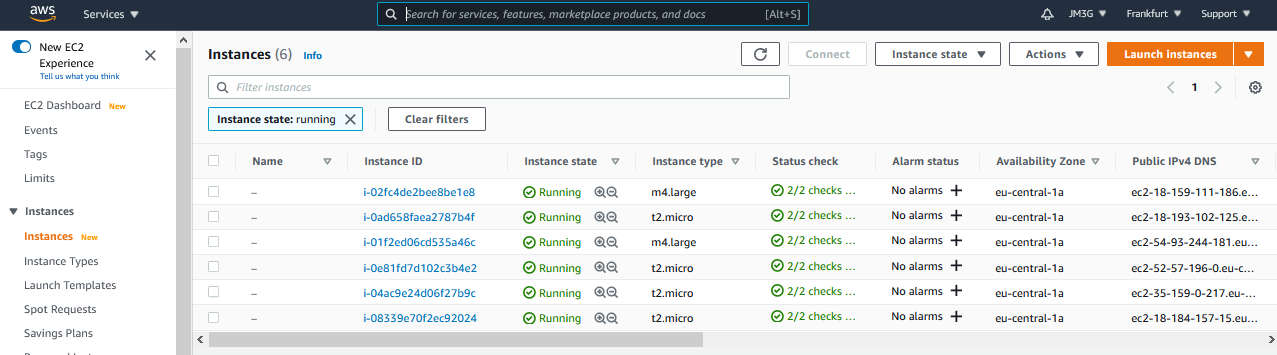 aws Services Search for services, features, marketplace products, and docs [Alt+S] JM3G Frankfurt Support
New EC2
Experience
Tell us what you think
EC2 Dashboard New
Events
Tags
Limits
Instances
Instances New
Instance Types
Launch Templates
Spot Requests
Savings Plans
Instances (6) Info Connect Instance state Actions Launch instances
Filter instances
1
Instance state: running Clear filters
Name Instance ID Instance state Instance type Status check Alarm status Availability Zone Public IPv4 DNS
– i-02fc4de2bee8be1e8 Running m4.large 2/2 checks ... No alarms + eu-central-1a ec2-18-159-111-186.e...
– i-0ad658faea2787b4f Running t2.micro 2/2 checks ... No alarms + eu-central-1a ec2-18-193-102-125.e...
– i-01f2ed06cd535a46c Running m4.large 2/2 checks ... No alarms + eu-central-1a ec2-54-93-244-181.eu...
– i-0e81fd7d102c3b4e2 Running t2.micro 2/2 checks ... No alarms + eu-central-1a ec2-52-57-196-0.eu-c...
– i-04ac9e24d06f27b9c Running t2.micro 2/2 checks ... No alarms + eu-central-1a ec2-35-159-0-217.eu-...
– i-08339e70f2ec92024 Running t2.micro 2/2 checks ... No alarms + eu-central-1a ec2-18-184-157-15.eu...